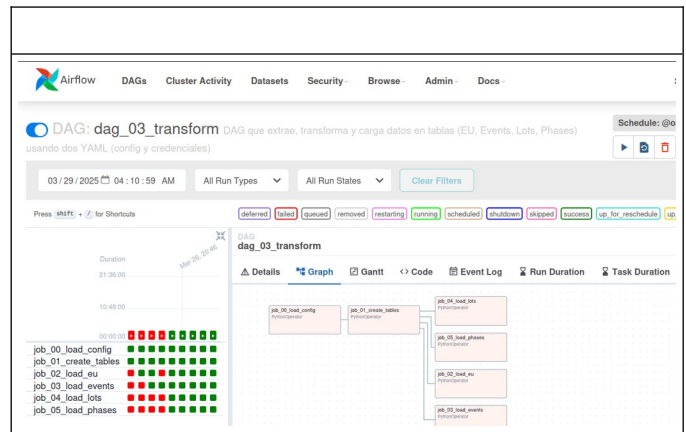 Airflow DAGs Cluster Activity Datasets Security Browse Admin Docs
DAG: dag_03_transform DAG que extrae, transforma y carga datos en tablas (EU, Events, Lots, Phases)
usando dos YAML (config y credenciales)
Schedule: @o
03/29/2025 04:10:59 AM All Run Types All Run States Clear Filters
Press shift + / for Shortcuts
deferred failed queued removed restarting running scheduled shutdown skipped success up_for_reschedule up
DAG
dag_03_transform
Duration
Mar 26, 20:46
21:36:00
10:48:00
00:00:00
job_00_load_config
job_01_create_tables
job_02_load_eu
job_03_load_events
job_04_load_lots
job_05_load_phases
Details Graph Gantt <> Code Event Log Run Duration Task Duration
job_00_load_config
PythonOperator
job_01_create_tables
PythonOperator
job_04_load_lots
PythonOperator
job_05_load_phases
PythonOperator
job_02_load_eu
PythonOperator
job_03_load_events
PythonOperator